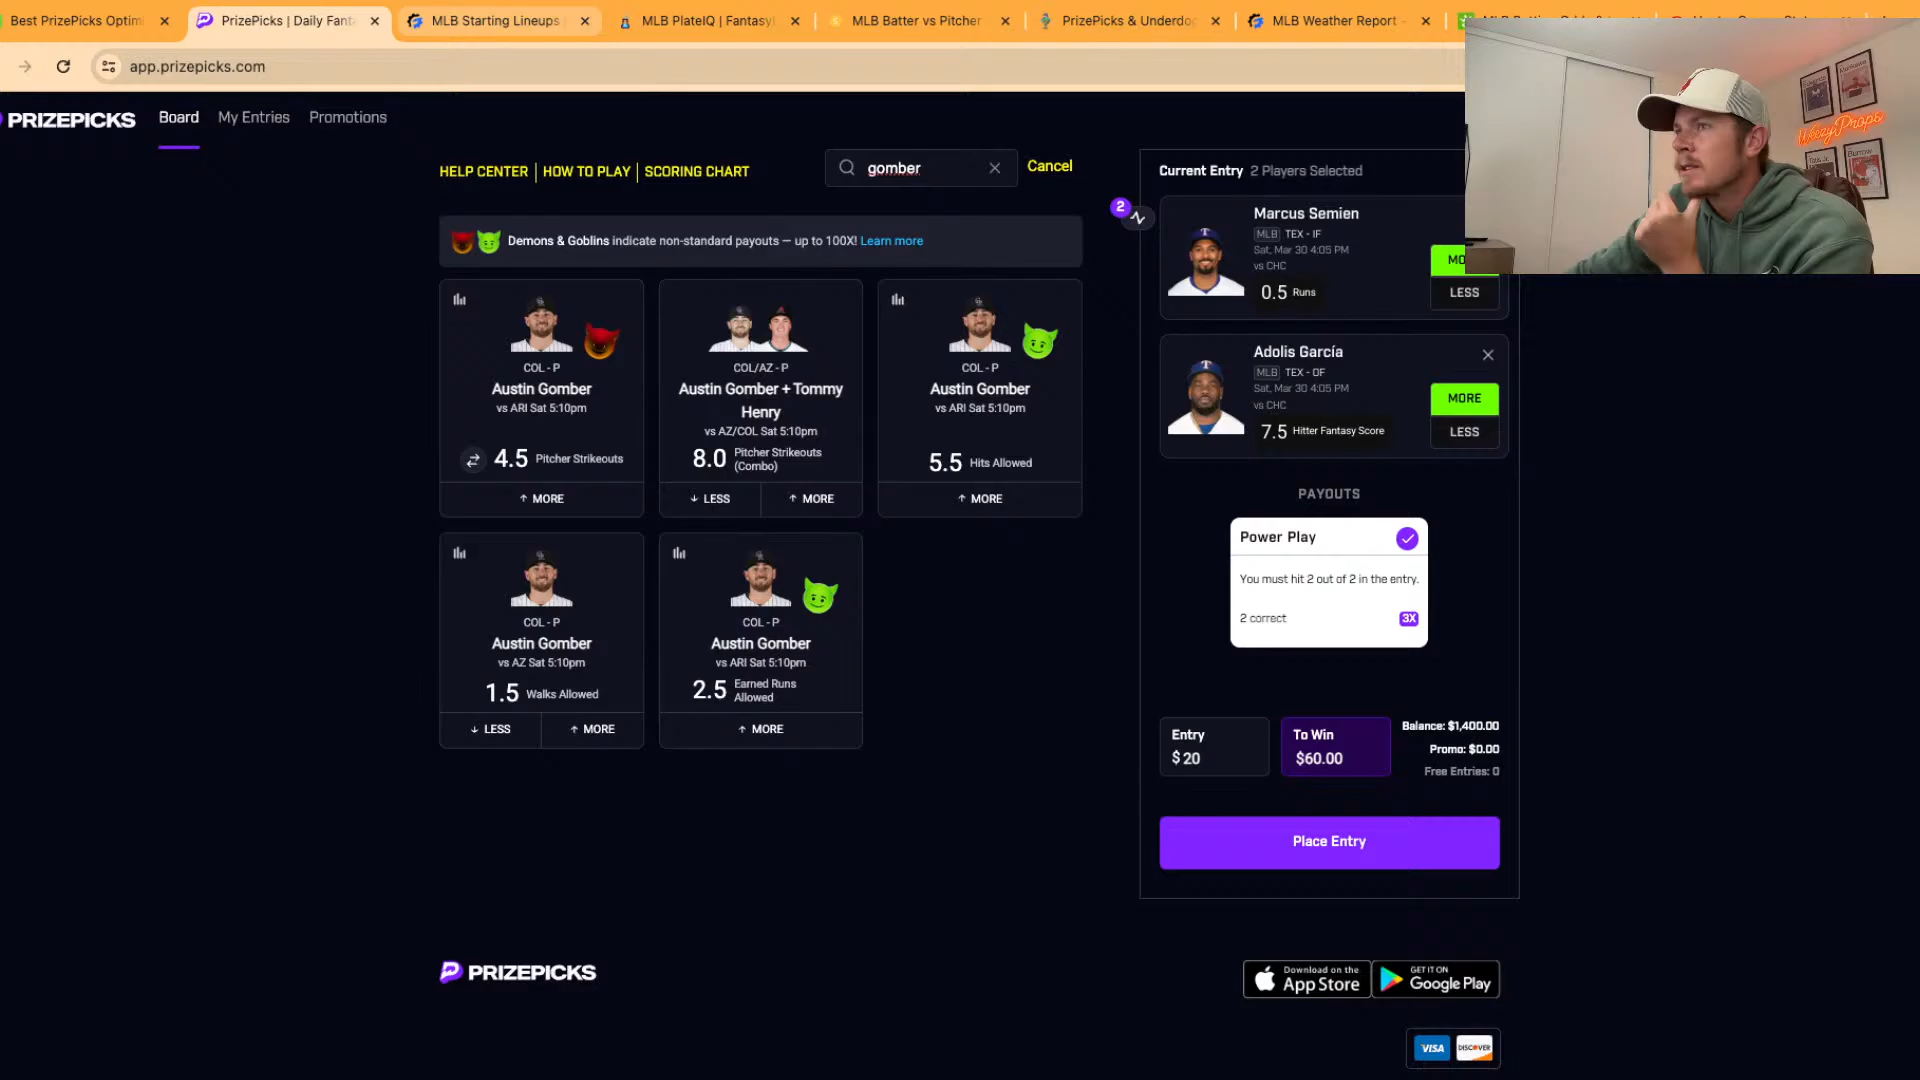 Best PrizePicks Optimi
PrizePicks | Daily Fant
MLB Starting Lineups
MLB PlateIQ | Fantasy
MLB Batter vs Pitcher
PrizePicks & Underdo
MLB Weather Report -
app.prizepicks.com
PRIZEPICKS
Board
My Entries
Promotions
HELP CENTER
HOW TO PLAY
SCORING CHART
gomber
Cancel
Demons & Goblins indicate non-standard payouts — up to 100X! Learn more
COL - P
Austin Gomber
vs ARI Sat 5:10pm
4.5 Pitcher Strikeouts
MORE
COL/AZ - P
Austin Gomber + Tommy
Henry
vs AZ/COL Sat 5:10pm
8.0 Pitcher Strikeouts
(Combo)
LESS
MORE
COL - P
Austin Gomber
vs ARI Sat 5:10pm
5.5 Hits Allowed
MORE
COL - P
Austin Gomber
vs AZ Sat 5:10pm
1.5 Walks Allowed
LESS
MORE
COL - P
Austin Gomber
vs ARI Sat 5:10pm
2.5 Earned Runs
Allowed
MORE
2
Current Entry 2 Players Selected
Marcus Semien
MLB TEX - IF
Sat, Mar 30 4:05 PM
vs CHC
0.5 Runs
MO
LESS
Adolis García
MLB TEX - OF
Sat, Mar 30 4:05 PM
vs CHC
7.5 Hitter Fantasy Score
MORE
LESS
PAYOUTS
Power Play
You must hit 2 out of 2 in the entry.
2 correct
3X
Entry
$ 20
To Win
$60.00
Balance: $1,400.00
Promo: $0.00
Free Entries: 0
Place Entry
PRIZEPICKS
Download on the
App Store
GET IT ON
Google Play
VISA
DISCOVER
WeezyProps
Burrow